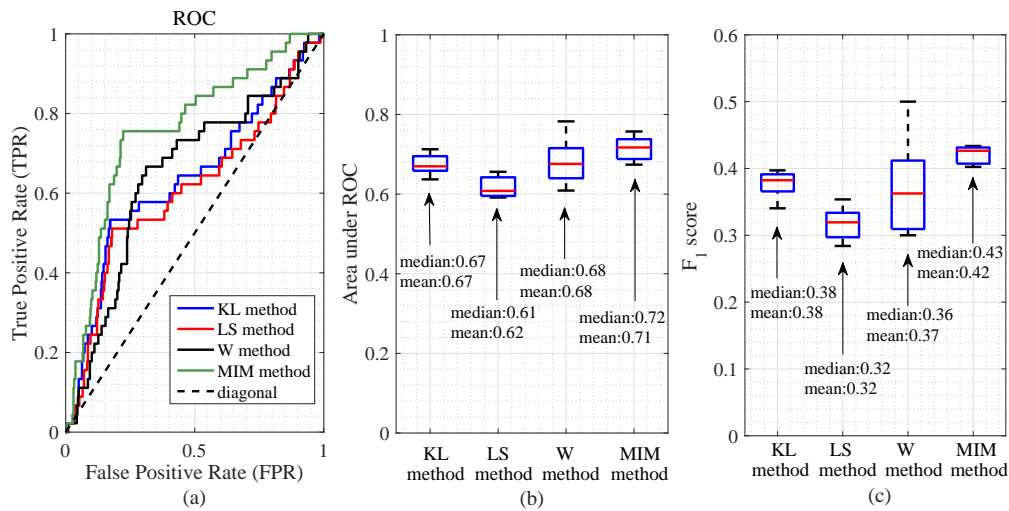 ROC
True Positive Rate (TPR)
1
0.8
0.6
0.4
0.2
0
KL method
LS method
W method
MIM method
diagonal
0
0.5
1
False Positive Rate (FPR)
(a)
Area under ROC
1
0.8
0.6
0.4
0.2
0
median:0.67
mean:0.67
median:0.61
mean:0.62
median:0.68
mean:0.68
median:0.72
mean:0.71
KL
method
LS
method
W
method
MIM
method
(b)
F1 score
0.6
0.5
0.4
0.3
0.2
0.1
0
median:0.38
mean:0.38
median:0.32
mean:0.32
median:0.36
mean:0.37
median:0.43
mean:0.42
KL
method
LS
method
W
method
MIM
method
(c)